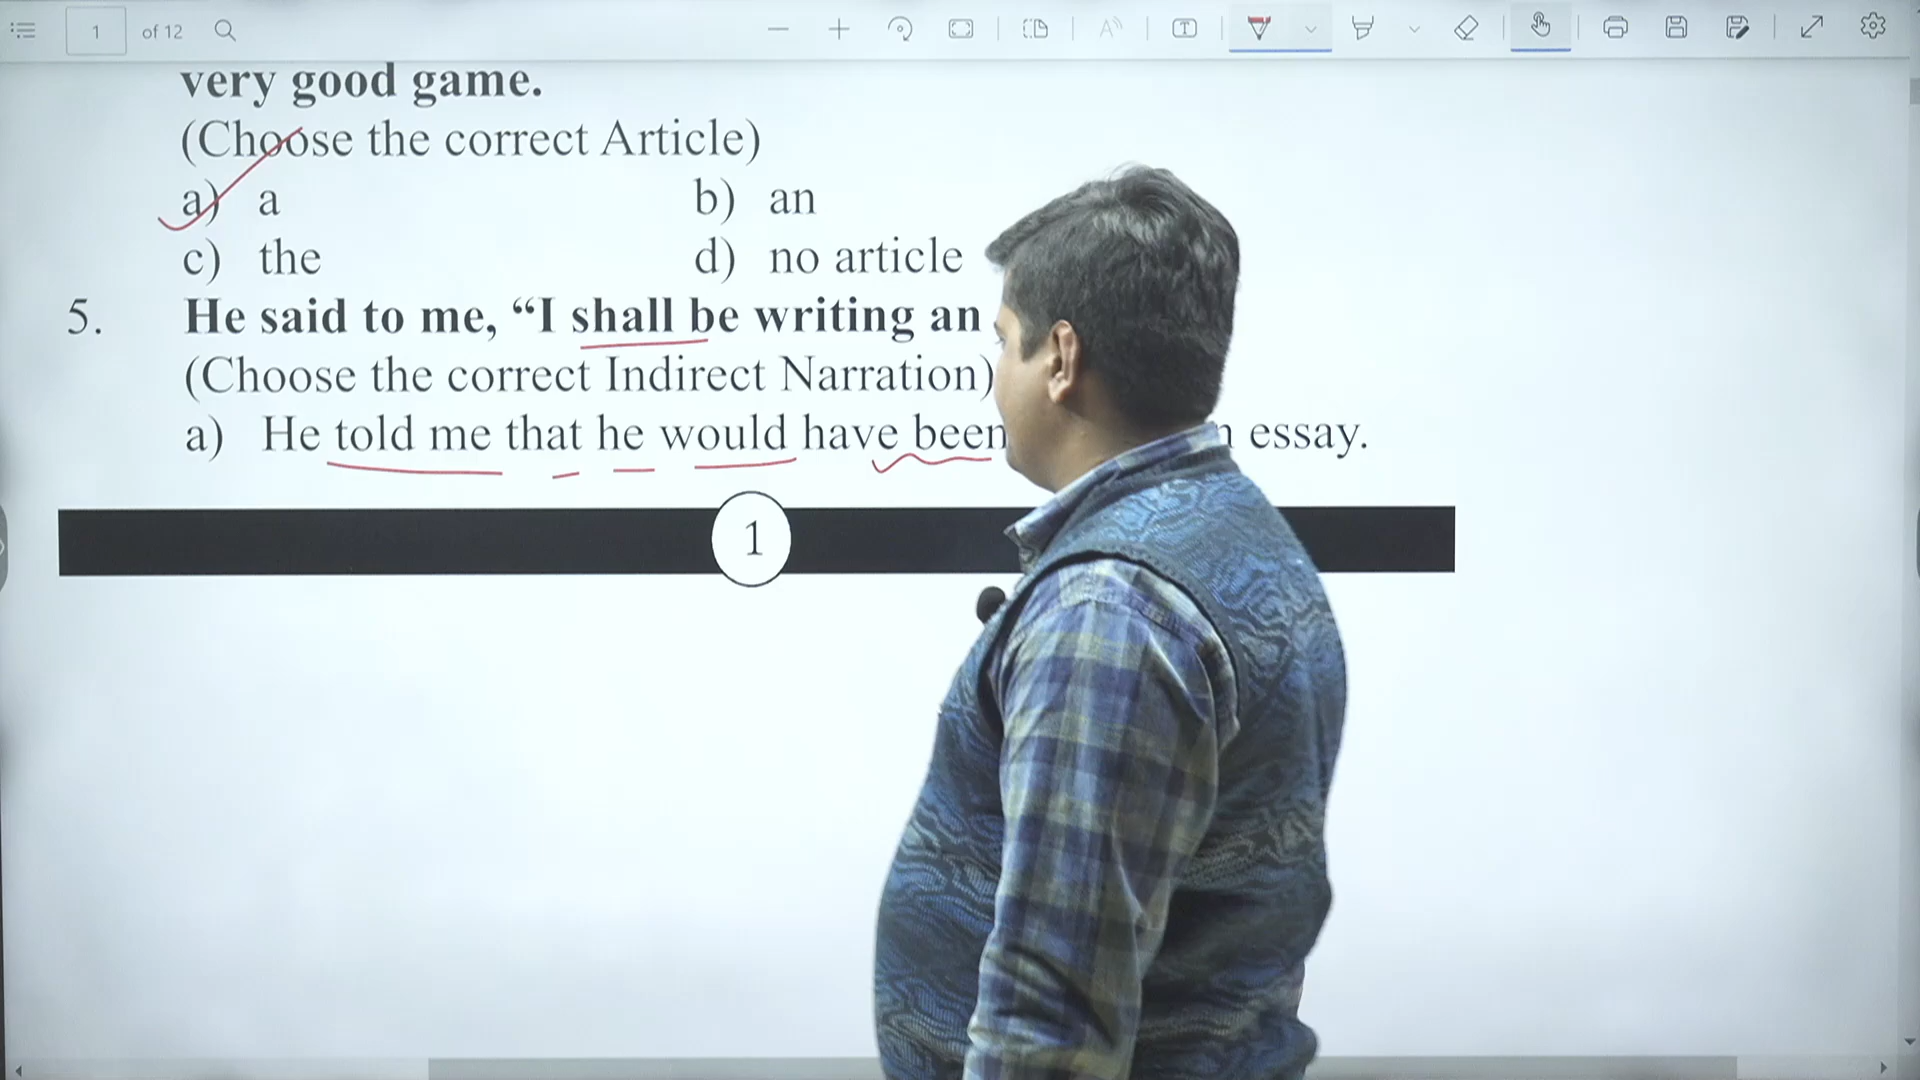 1 of 12
very good game.
(Choose the correct Article)
a) a b) an
c) the d) no article
5. He said to me, “I shall be writing an
(Choose the correct Indirect Narration)
a) He told me that he would have been essay.
1